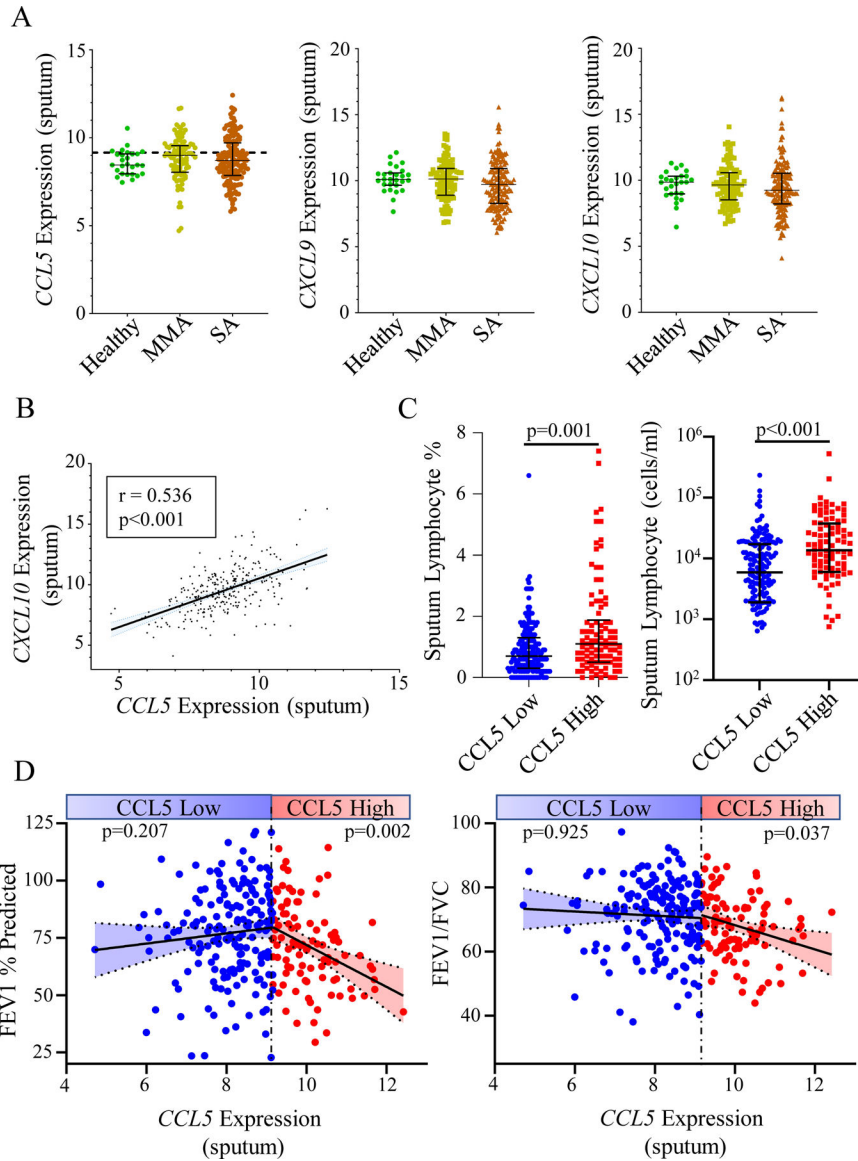 A
CCL5 Expression (sputum)
15
10
5
0
Healthy
MMA
SA
CXCL9 Expression (sputum)
20
15
10
5
0
Healthy
MMA
SA
CXCL10 Expression (sputum)
20
15
10
5
0
Healthy
MMA
SA
B
CXCL10 Expression
(sputum)
20
15
10
5
r = 0.536
p<0.001
5
10
15
CCL5 Expression (sputum)
C
Sputum Lymphocyte %
8
6
4
2
0
p=0.001
CCL5 Low
CCL5 High
Sputum Lymphocyte (cells/ml)
10⁶
10⁵
10⁴
10³
10²
p<0.001
CCL5 Low
CCL5 High
D
CCL5 Low
CCL5 High
p=0.207
p=0.002
FEV1 % Predicted
125
100
75
50
25
4
6
8
10
12
CCL5 Expression
(sputum)
CCL5 Low
CCL5 High
p=0.925
p=0.037
FEV1/FVC
100
80
60
40
4
6
8
10
12
CCL5 Expression
(sputum)